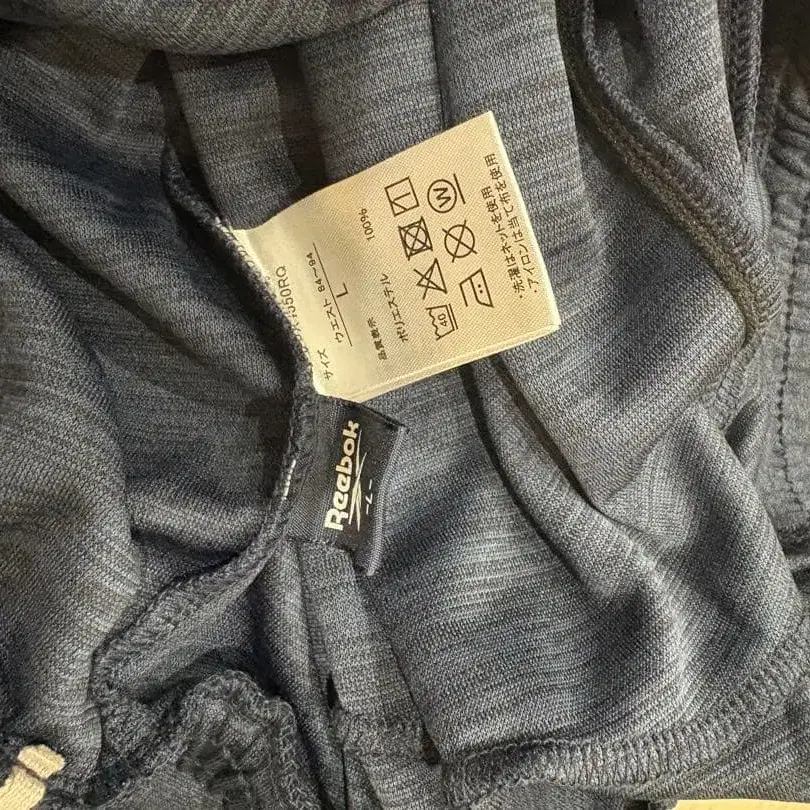 サイズ
ウエスト 84〜94
L
品質表示
ポリエステル 100%
40
W
・洗濯はネットを使用
・アイロンは当て布を使用
Reebok
-L-